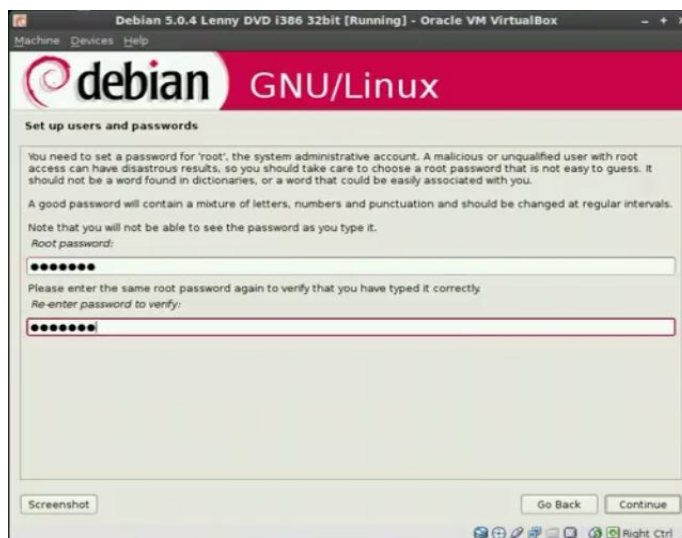 Debian 5.0.4 Lenny DVD i386 32bit [Running] - Oracle VM VirtualBox
Machine Devices Help
debian GNU/Linux
Set up users and passwords
You need to set a password for 'root', the system administrative account. A malicious or unqualified user with root
access can have disastrous results, so you should take care to choose a root password that is not easy to guess. It
should not be a word found in dictionaries, or a word that could be easily associated with you.
A good password will contain a mixture of letters, numbers and punctuation and should be changed at regular intervals.
Note that you will not be able to see the password as you type it.
Root password:
●●●●●●●
Please enter the same root password again to verify that you have typed it correctly.
Re-enter password to verify:
●●●●●●●
Screenshot Go Back Continue
Right Ctrl